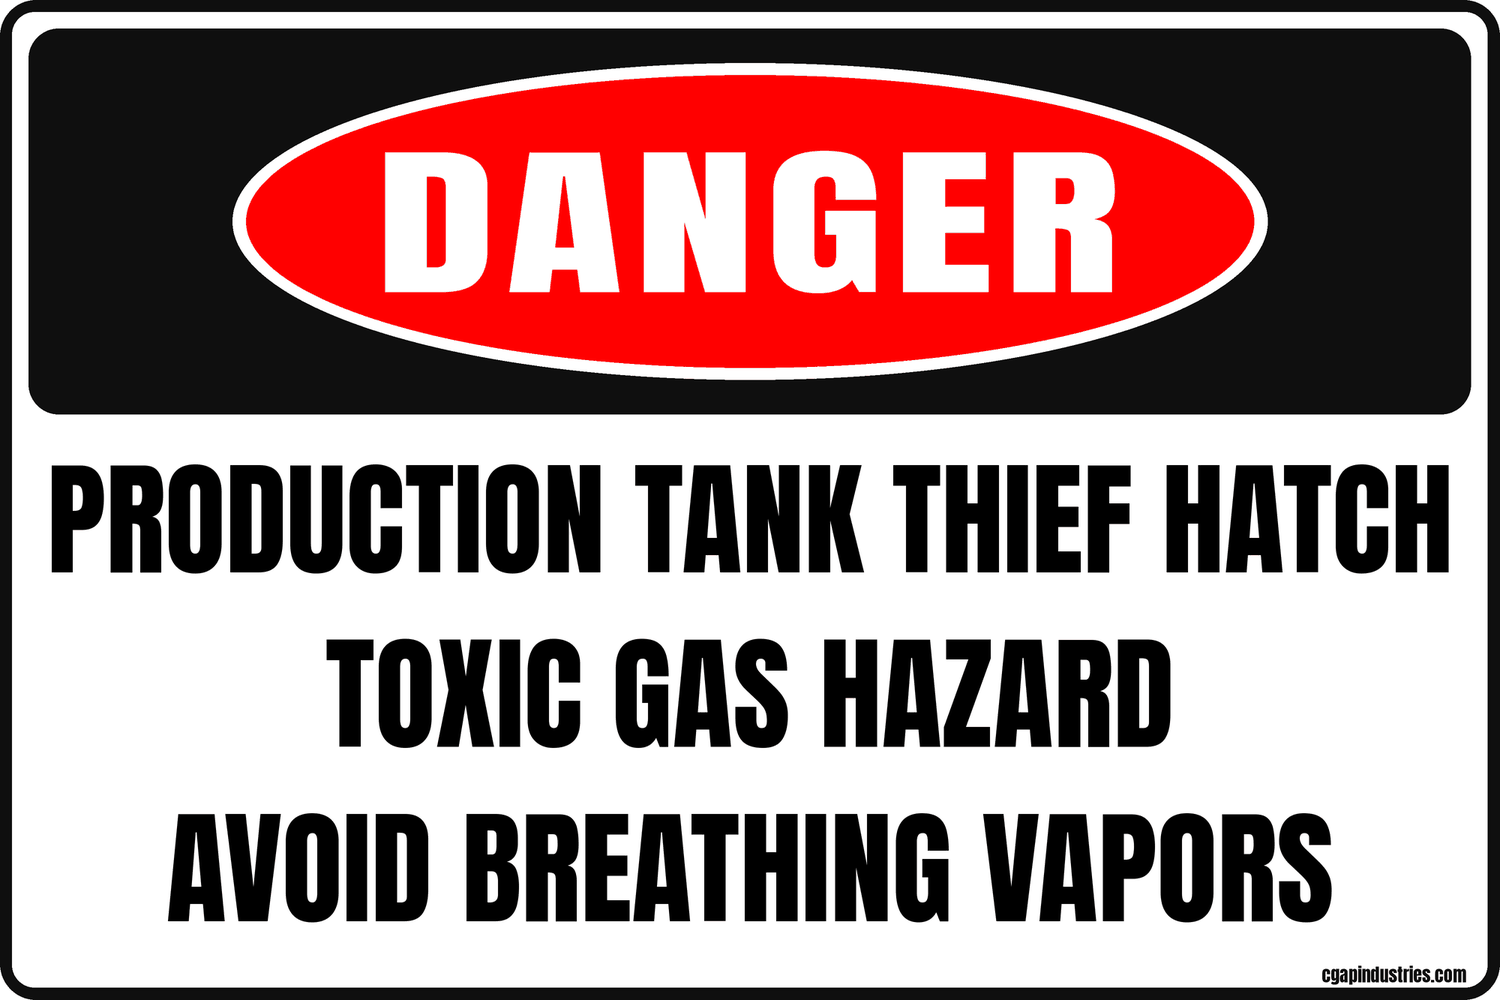 DANGER
PRODUCTION TANK THIEF HATCH
TOXIC GAS HAZARD
AVOID BREATHING VAPORS
cgapindustries.com